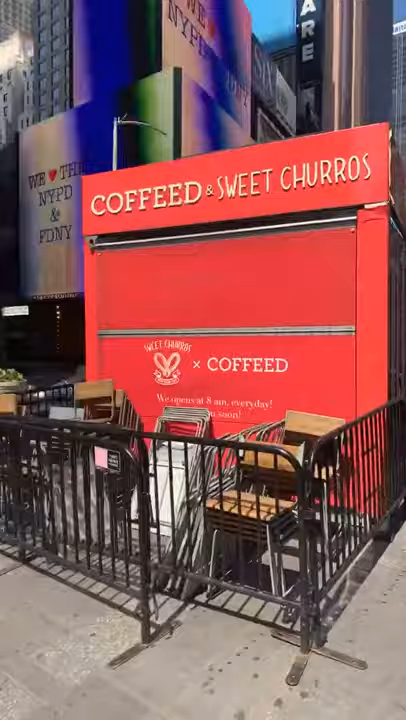 WE ❤
NYPD
WE ❤ THE
NYPD
&
FDNY
ARE
COFFEED & SWEET CHURROS
SWEET CHURROS
× COFFEED
We opens at 8 am, everyday!
soon!